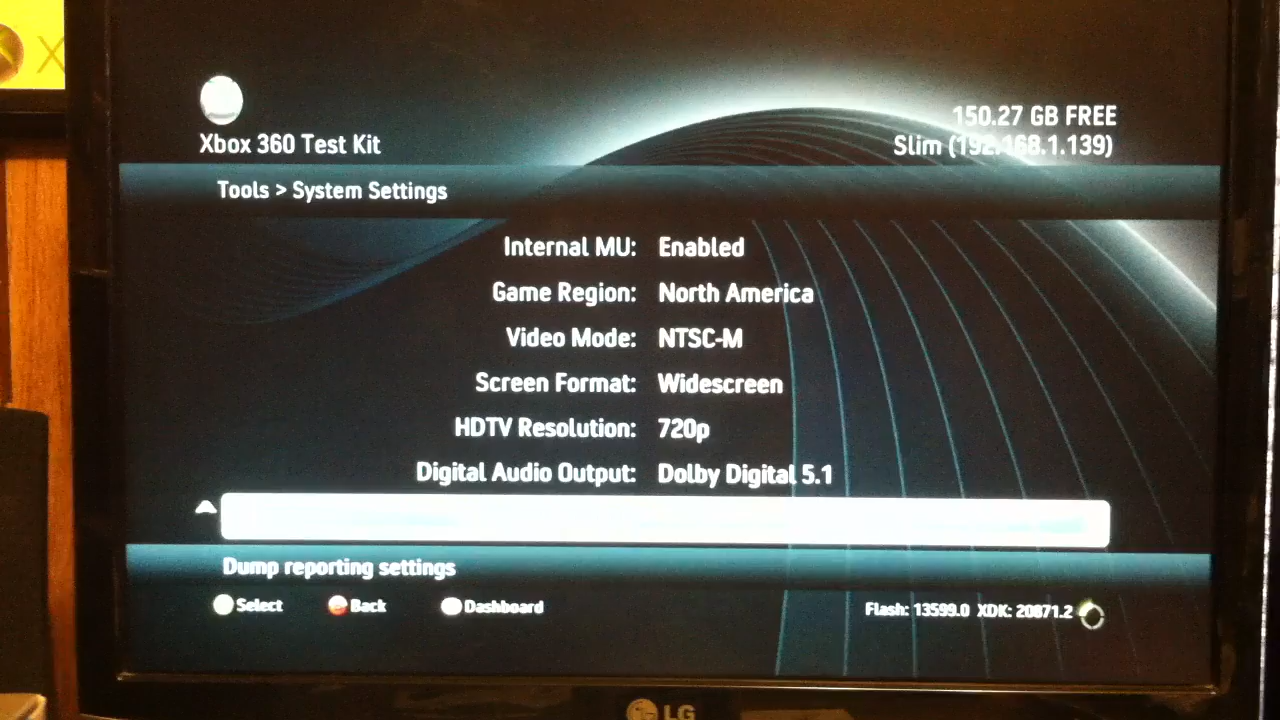 X
150.27 GB FREE
Xbox 360 Test Kit
Slim (192.168.1.139)
Tools > System Settings
Internal MU: Enabled
Game Region: North America
Video Mode: NTSC-M
Screen Format: Widescreen
HDTV Resolution: 720p
Digital Audio Output: Dolby Digital 5.1
Dump reporting settings
Select Back Dashboard
Flash: 13599.0 XDK: 20871.2
LG